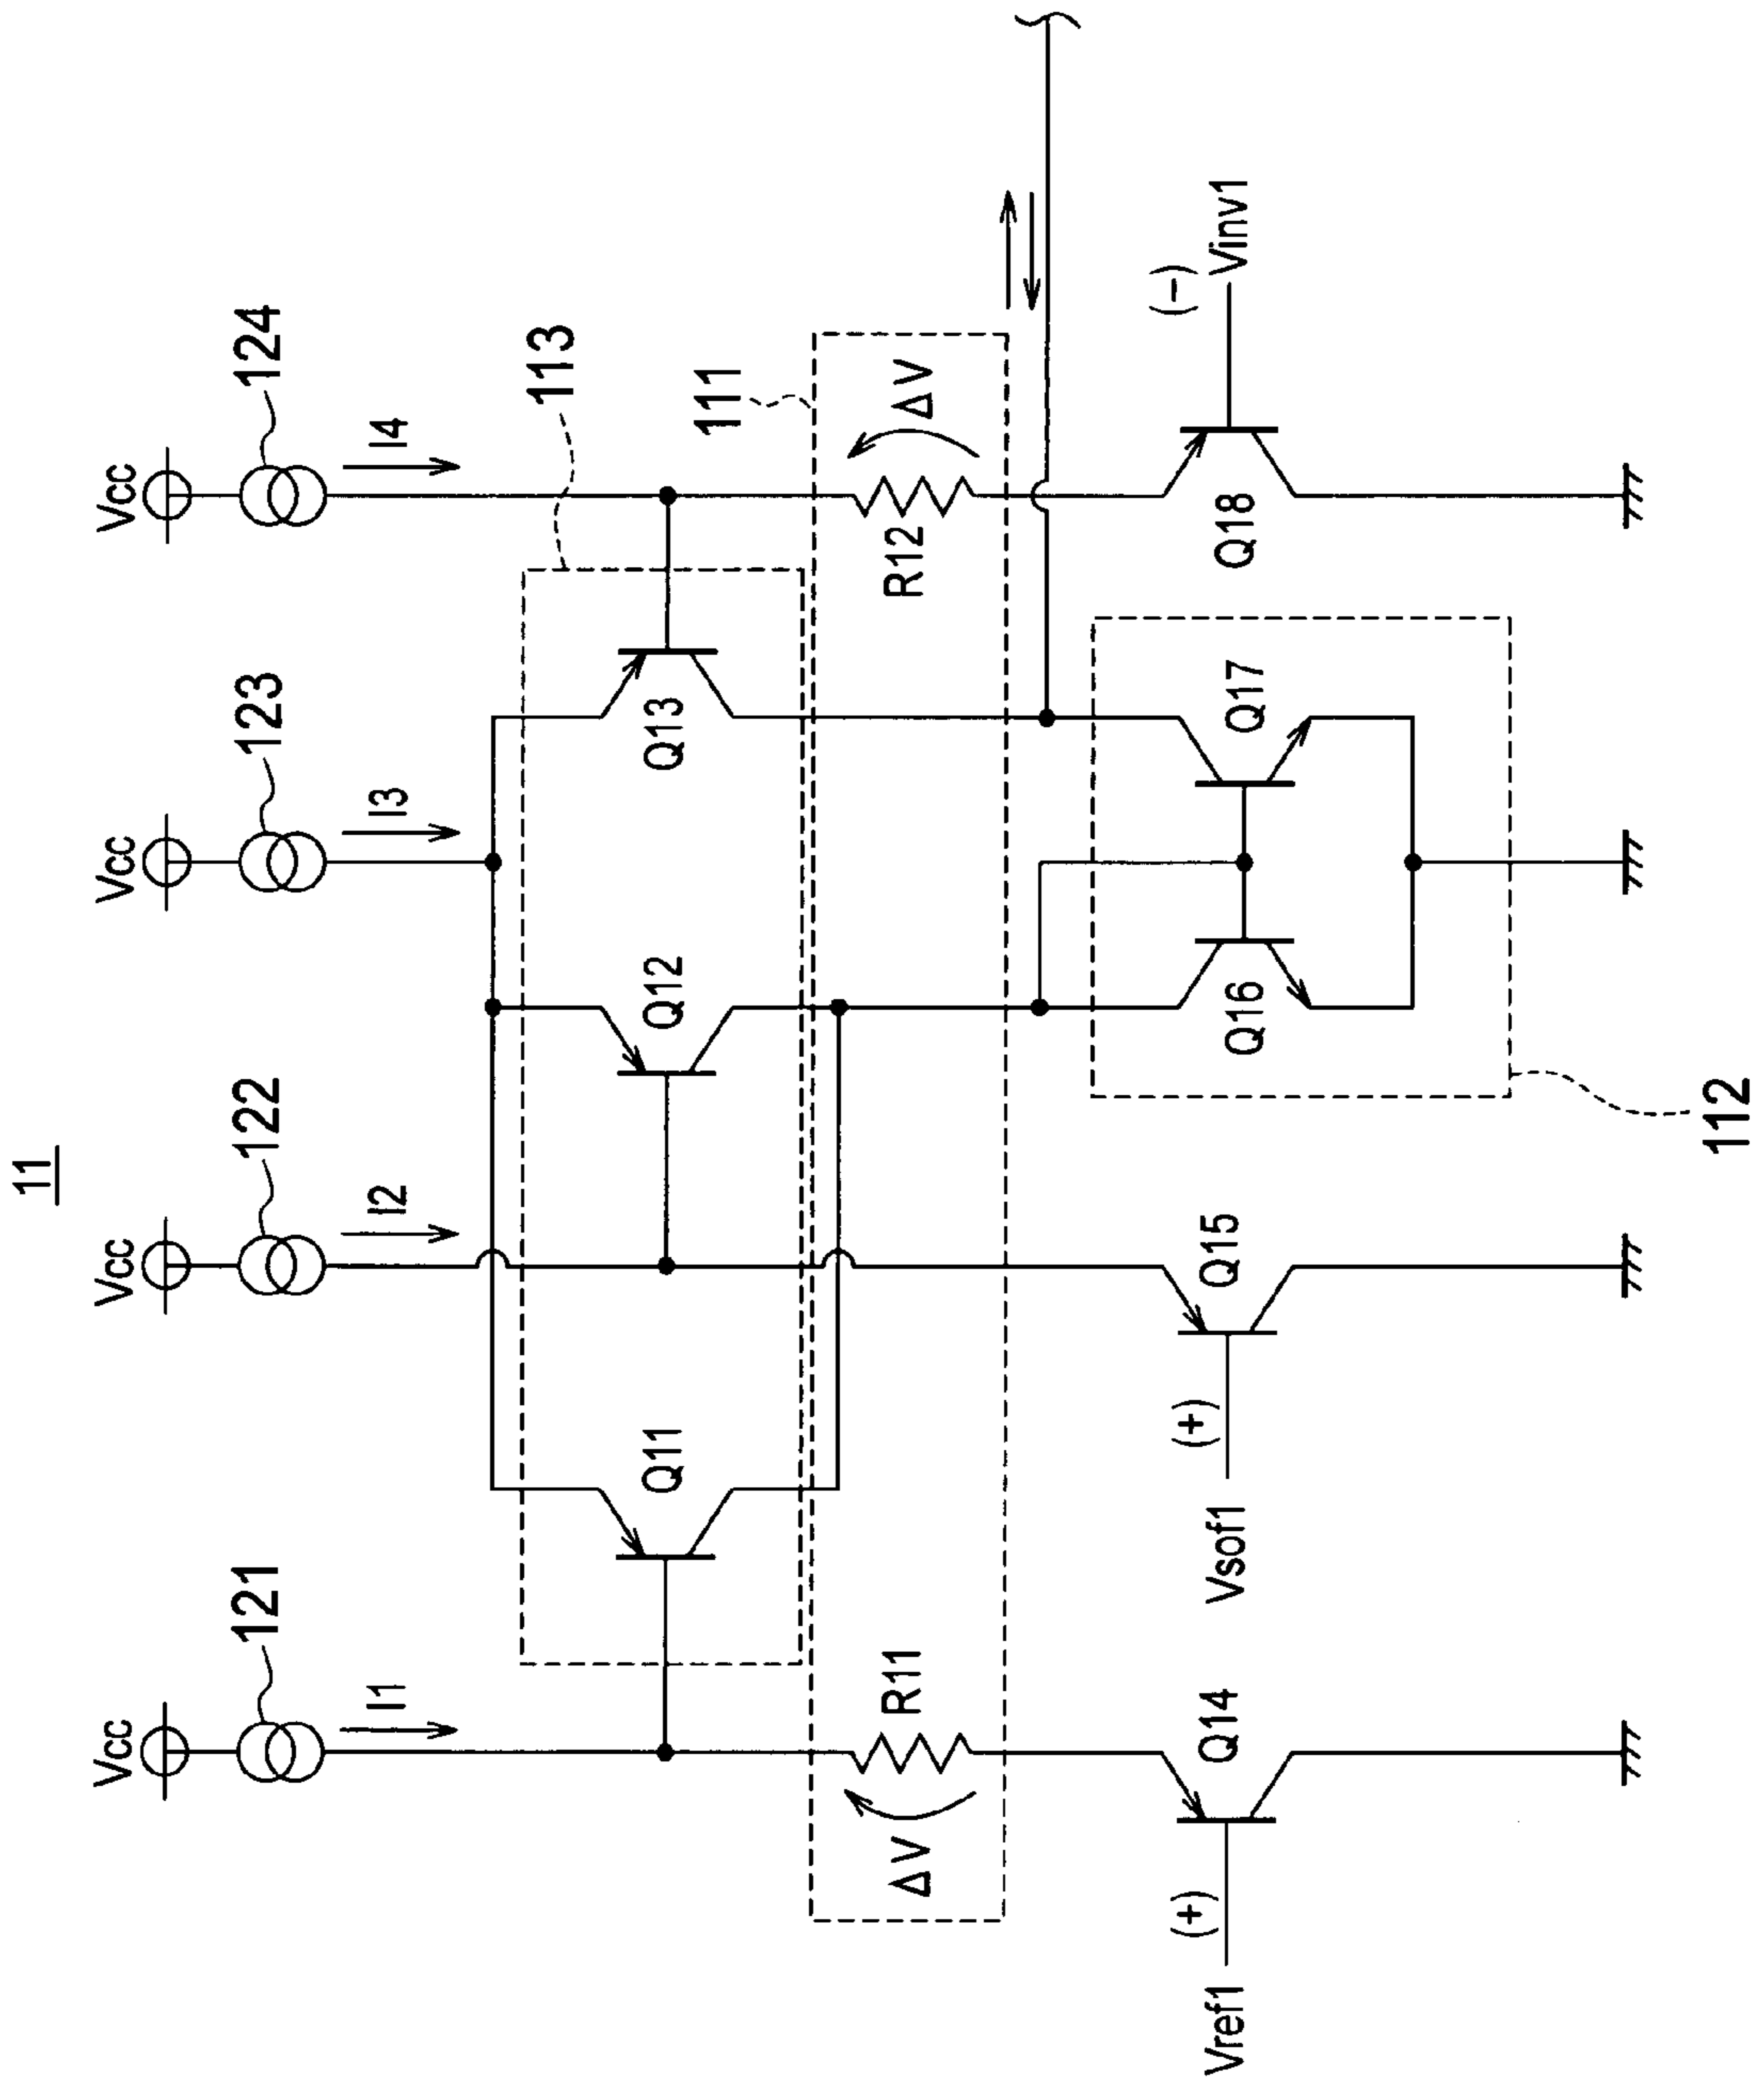 11
Vcc
Vcc
Vcc
Vcc
121
122
123
124
I1
I2
I3
I4
113
Q11
Q12
Q13
111
ΔV
R11
R12
ΔV
Vref1
(+)
Q14
Vsof1
(+)
Q15
Q16
Q17
Q18
(−)
Vinv1
112